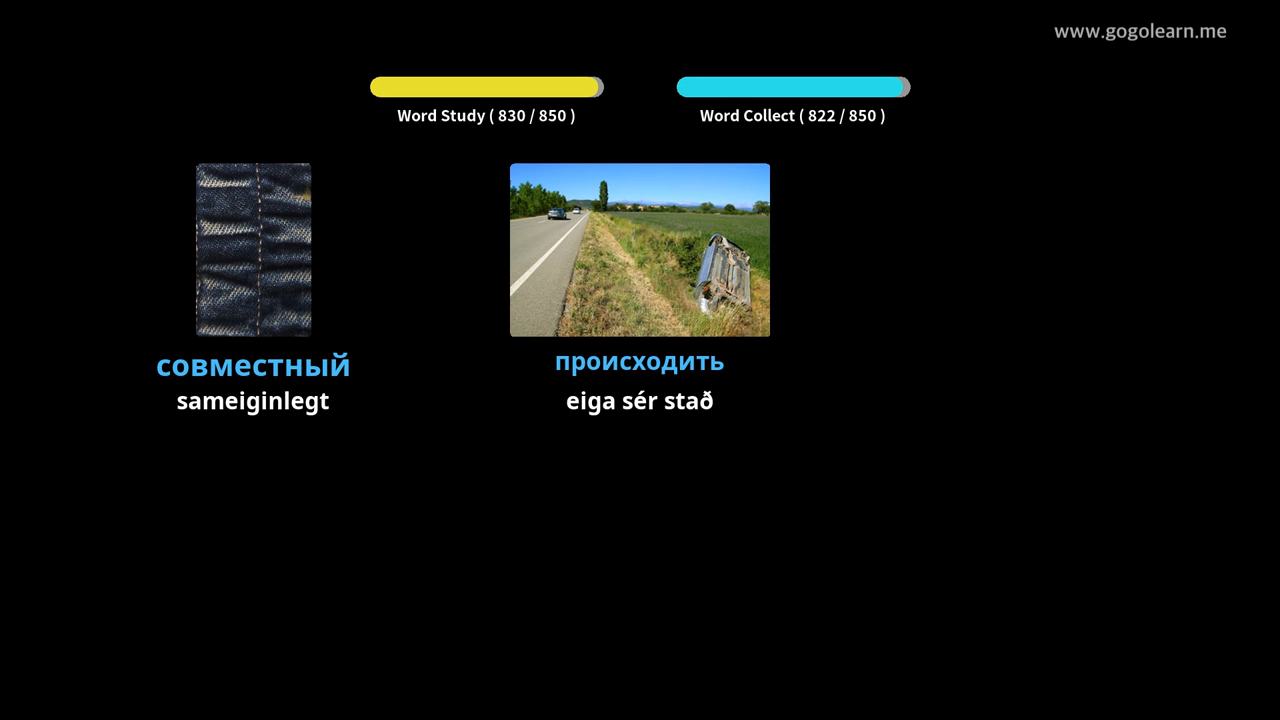 www.gogolearn.me
Word Study ( 830 / 850 )
Word Collect ( 822 / 850 )
совместный
sameiginlegt
происходить
eiga sér stað